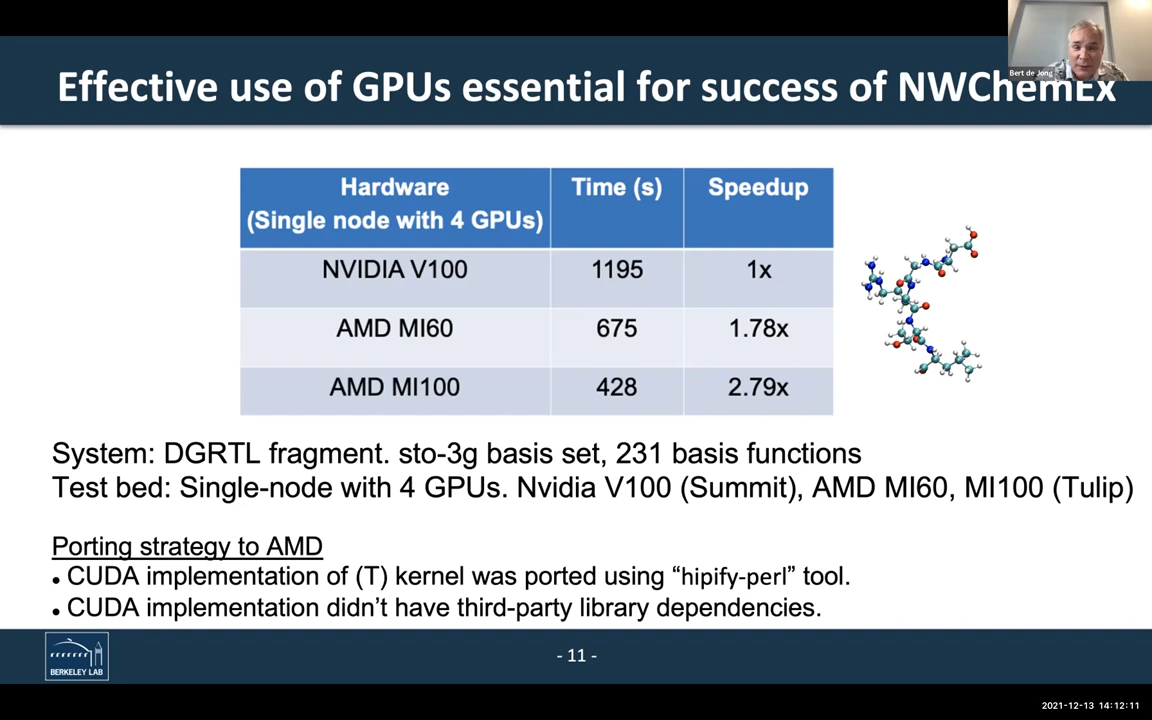 Bert de Jong
Effective use of GPUs essential for success of NWChemEx
Hardware
(Single node with 4 GPUs)
Time (s)
Speedup
NVIDIA V100
1195
1x
AMD MI60
675
1.78x
AMD MI100
428
2.79x
System: DGRTL fragment. sto-3g basis set, 231 basis functions
Test bed: Single-node with 4 GPUs. Nvidia V100 (Summit), AMD MI60, MI100 (Tulip)
Porting strategy to AMD
• CUDA implementation of (T) kernel was ported using “hipify-perl” tool.
• CUDA implementation didn’t have third-party library dependencies.
BERKELEY LAB
- 11 -
2021-12-13 14:12:11